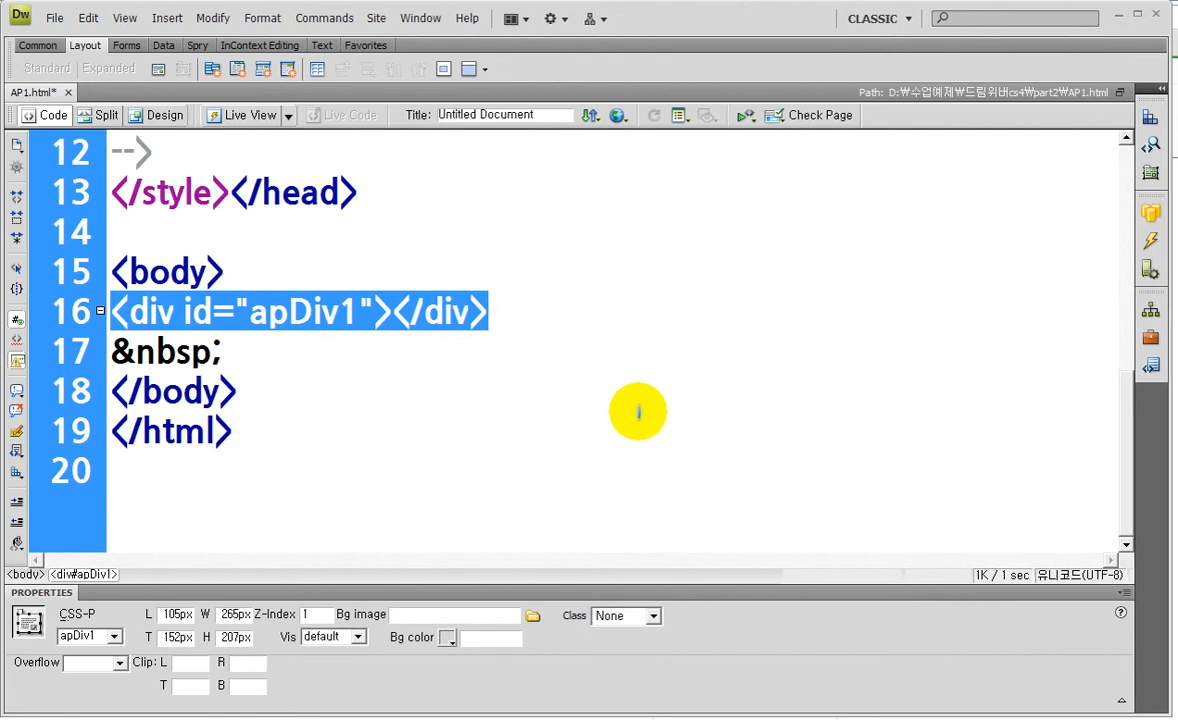 Dw File Edit View Insert Modify Format Commands Site Window Help CLASSIC
Common Layout Forms Data Spry InContext Editing Text Favorites
Standard Expanded
AP1.html* Path: D:₩수업예제₩드림위버cs4₩part2₩AP1.html
Code Split Design Live View Live Code Title: Untitled Document Check Page
12 -->
13 </style></head>
14
15 <body>
16 <div id="apDiv1"></div>
17 &nbsp;
18 </body>
19 </html>
20
<body> <div#apDiv1> 1K / 1 sec 유니코드(UTF-8)
PROPERTIES
CSS-P L 105px W 265px Z-Index 1 Bg image Class None
apDiv1 T 152px H 207px Vis default Bg color
Overflow Clip: L R
T B